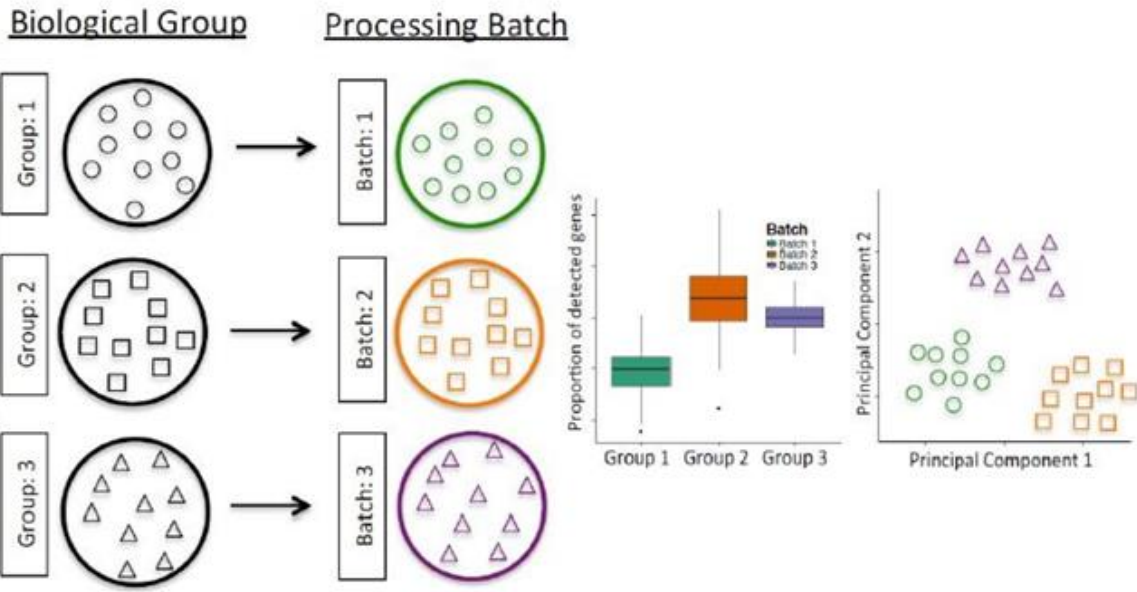 Biological Group
Processing Batch
Group: 1
Batch: 1
Group: 2
Batch: 2
Group: 3
Batch: 3
Proportion of detected genes
Batch
Batch 1
Batch 2
Batch 3
Group 1 Group 2 Group 3
Principal Component 2
Principal Component 1